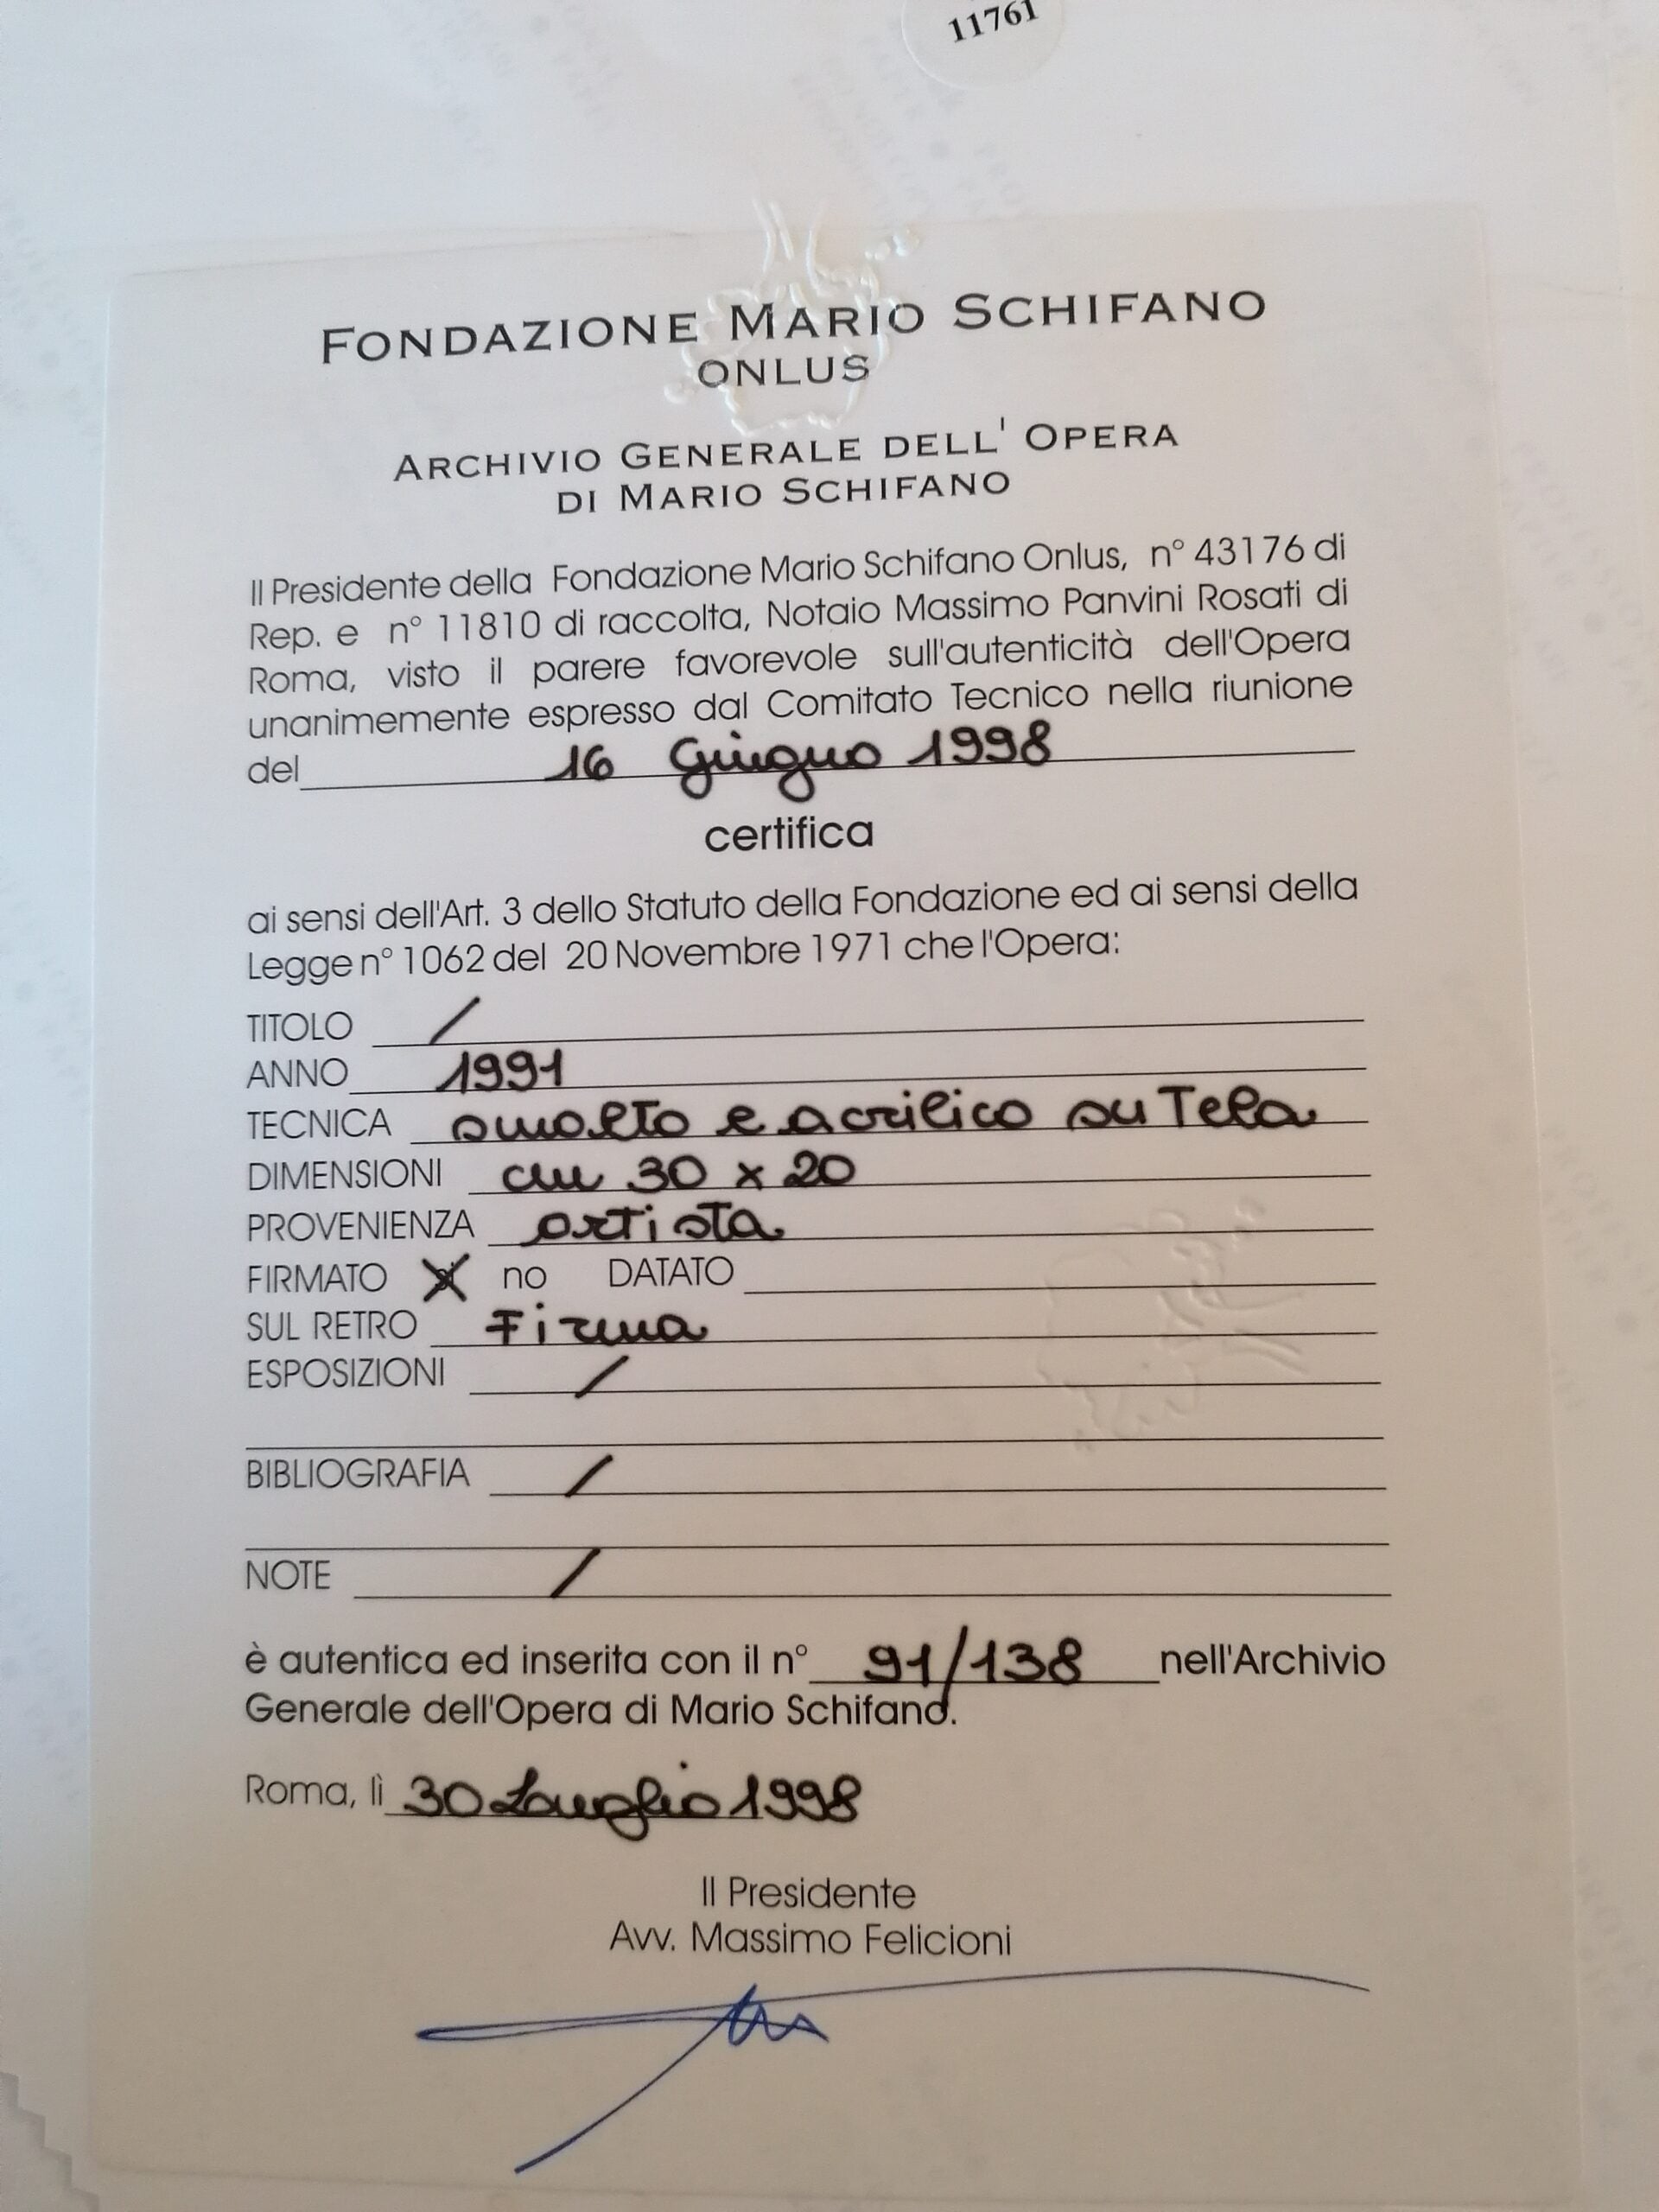 11761
FONDAZIONE MARIO SCHIFANO
ONLUS
ARCHIVIO GENERALE DELL' OPERA
DI MARIO SCHIFANO
Il Presidente della Fondazione Mario Schifano Onlus, n° 43176 di
Rep. e n° 11810 di raccolta, Notaio Massimo Panvini Rosati di
Roma, visto il parere favorevole sull'autenticità dell'Opera
unanimemente espresso dal Comitato Tecnico nella riunione
del 16 Giugno 1998
certifica
ai sensi dell'Art. 3 dello Statuto della Fondazione ed ai sensi della
Legge n° 1062 del 20 Novembre 1971 che l'Opera:
TITOLO /
ANNO 1991
TECNICA smalto e acrilico su Tela
DIMENSIONI cm 30 x 20
PROVENIENZA artista
FIRMATO X no DATATO
SUL RETRO Firma
ESPOSIZIONI /
BIBLIOGRAFIA /
NOTE /
è autentica ed inserita con il n° 91/138 nell'Archivio
Generale dell'Opera di Mario Schifano.
Roma, lì 30 Luglio 1998
Il Presidente
Avv. Massimo Felicioni